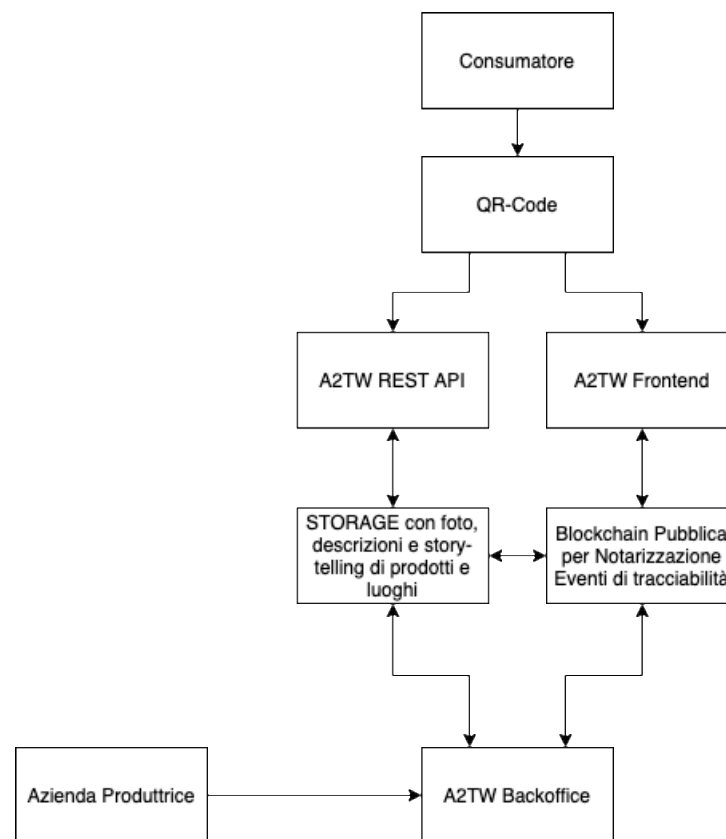 Consumatore
QR-Code
A2TW REST API
A2TW Frontend
STORAGE con foto,
descrizioni e story-
telling di prodotti e
luoghi
Blockchain Pubblica
per Notarizzazione
Eventi di tracciabilità
Azienda Produttrice
A2TW Backoffice